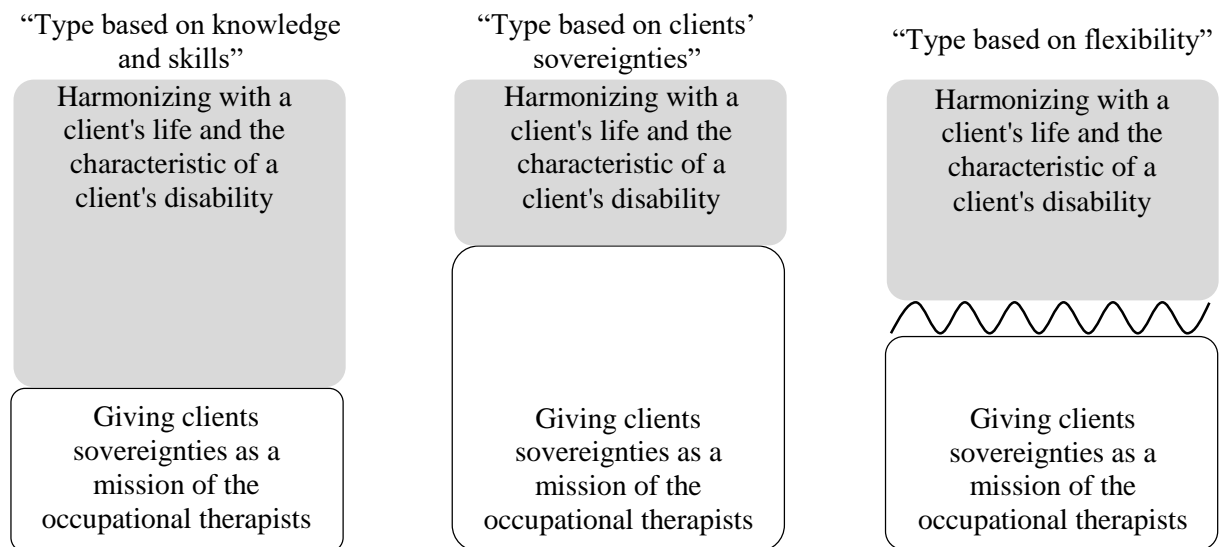 “Type based on knowledge
and skills”
Harmonizing with a
client's life and the
characteristic of a
client's disability
Giving clients
sovereignties as a
mission of the
occupational therapists
“Type based on clients’
sovereignties”
Harmonizing with a
client's life and the
characteristic of a
client's disability
Giving clients
sovereignties as a
mission of the
occupational therapists
“Type based on flexibility”
Harmonizing with a
client's life and the
characteristic of a
client's disability
Giving clients
sovereignties as a
mission of the
occupational therapists